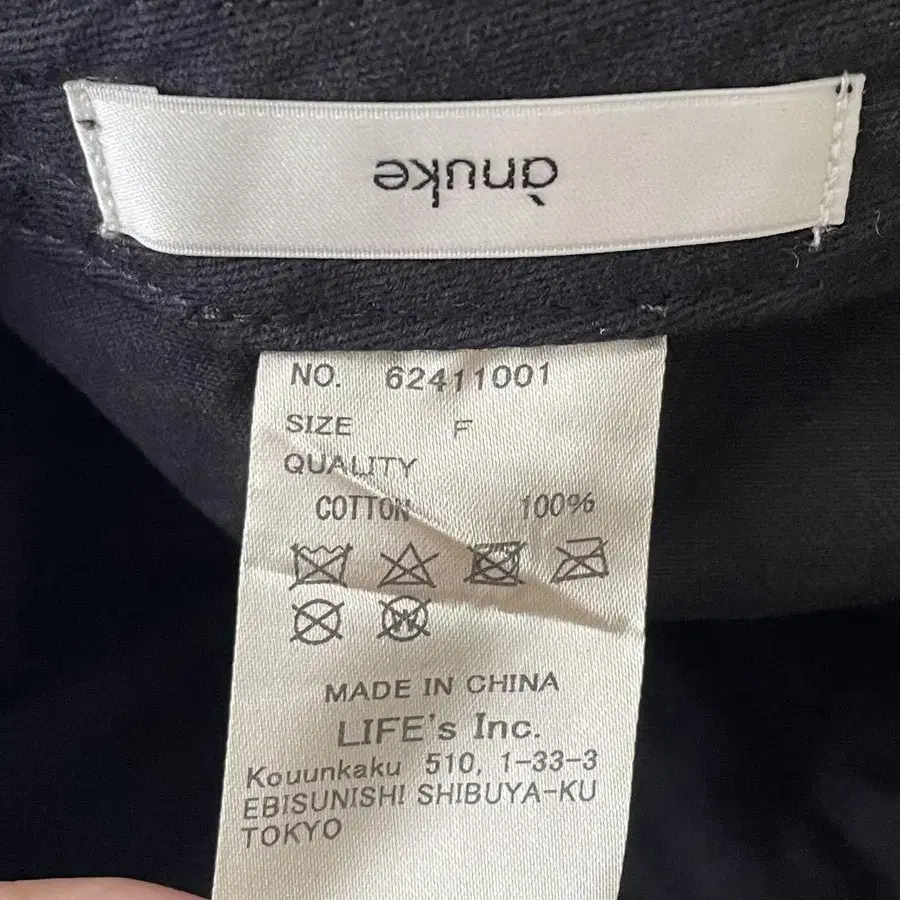 ànuke
NO. 62411001
SIZE F
QUALITY
COTTON 100%
W
MADE IN CHINA
LIFE's Inc.
Kouunkaku 510, 1-33-3
EBISUNISHI SHIBUYA-KU
TOKYO